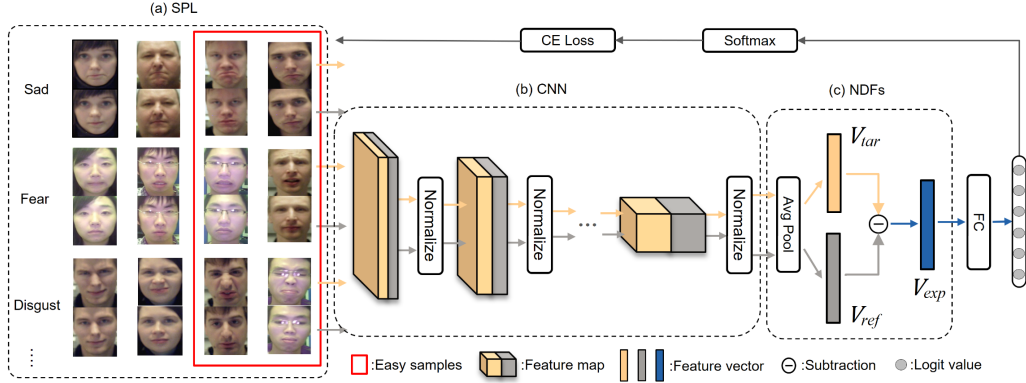 (a) SPL
Sad
Fear
Disgust
...
CE Loss
Softmax
(b) CNN
Normalize
Normalize
...
Normalize
(c) NDFs
Avg Pool
V_tar
V_ref
V_exp
FC
:Easy samples
:Feature map
:Feature vector
:Subtraction
:Logit value